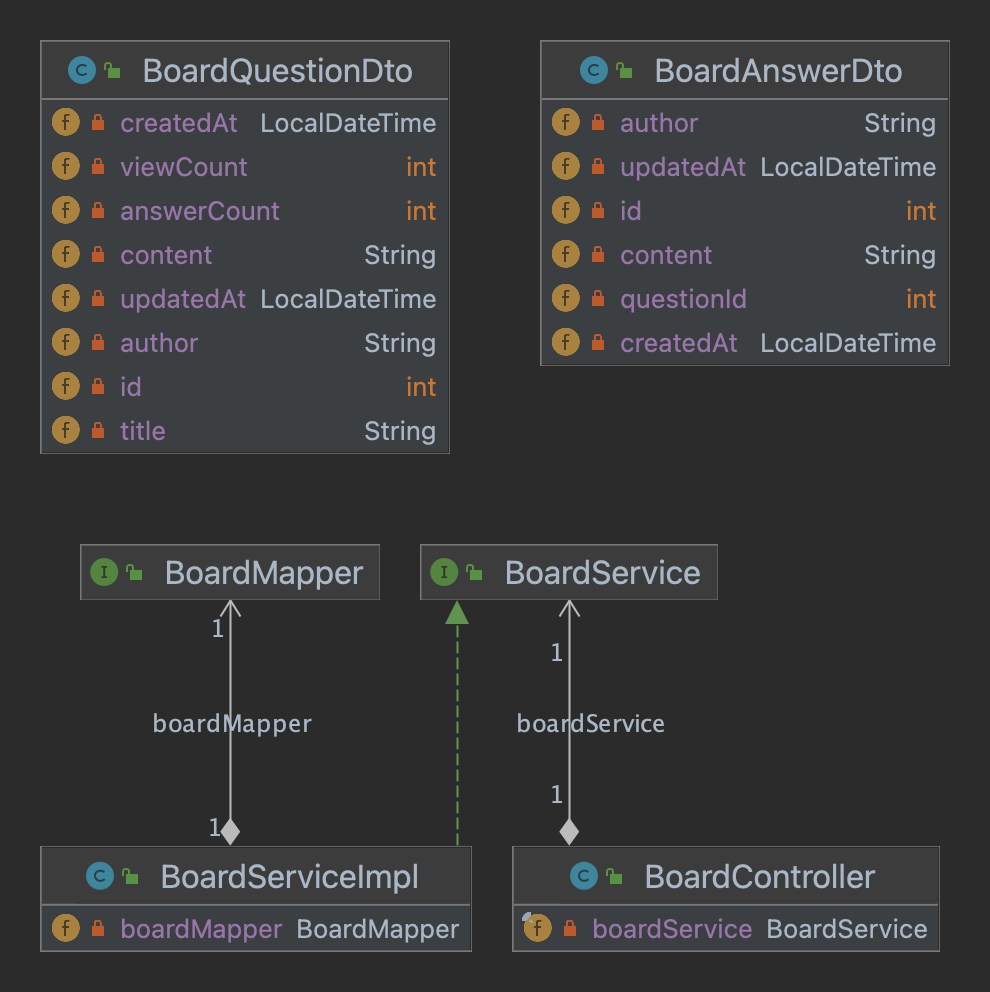 BoardQuestionDto
createdAt LocalDateTime
viewCount int
answerCount int
content String
updatedAt LocalDateTime
author String
id int
title String
BoardAnswerDto
author String
updatedAt LocalDateTime
id int
content String
questionId int
createdAt LocalDateTime
BoardMapper
BoardService
1
1
boardMapper
boardService
1
1
BoardServiceImpl
boardMapper BoardMapper
BoardController
boardService BoardService